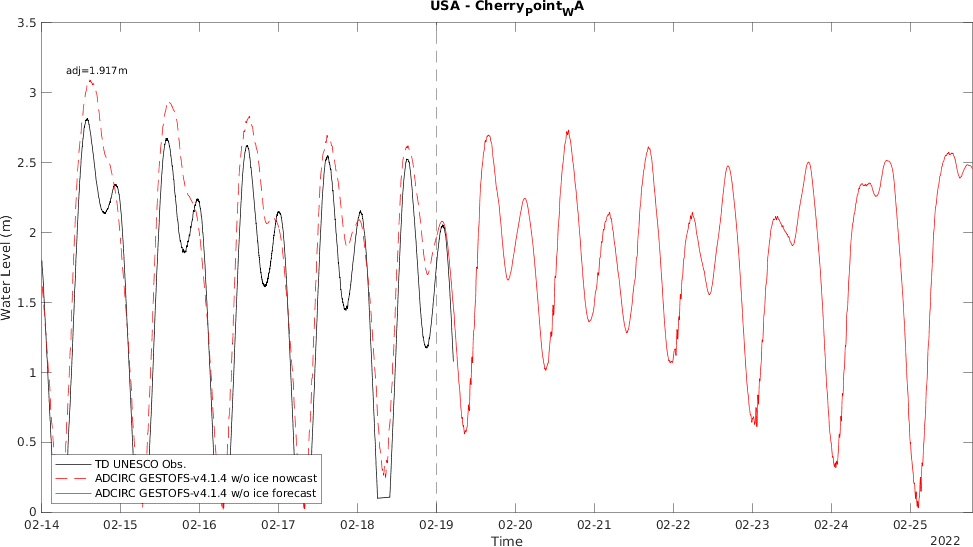 USA - Cherry_Point_WA
3.5
adj=1.917m
3
2.5
2
1.5
1
0.5
0
Water Level (m)
TD UNESCO Obs.
ADCIRC GESTOFS-v4.1.4 w/o ice nowcast
ADCIRC GESTOFS-v4.1.4 w/o ice forecast
02-14 02-15 02-16 02-17 02-18 02-19 02-20 02-21 02-22 02-23 02-24 02-25
Time
2022